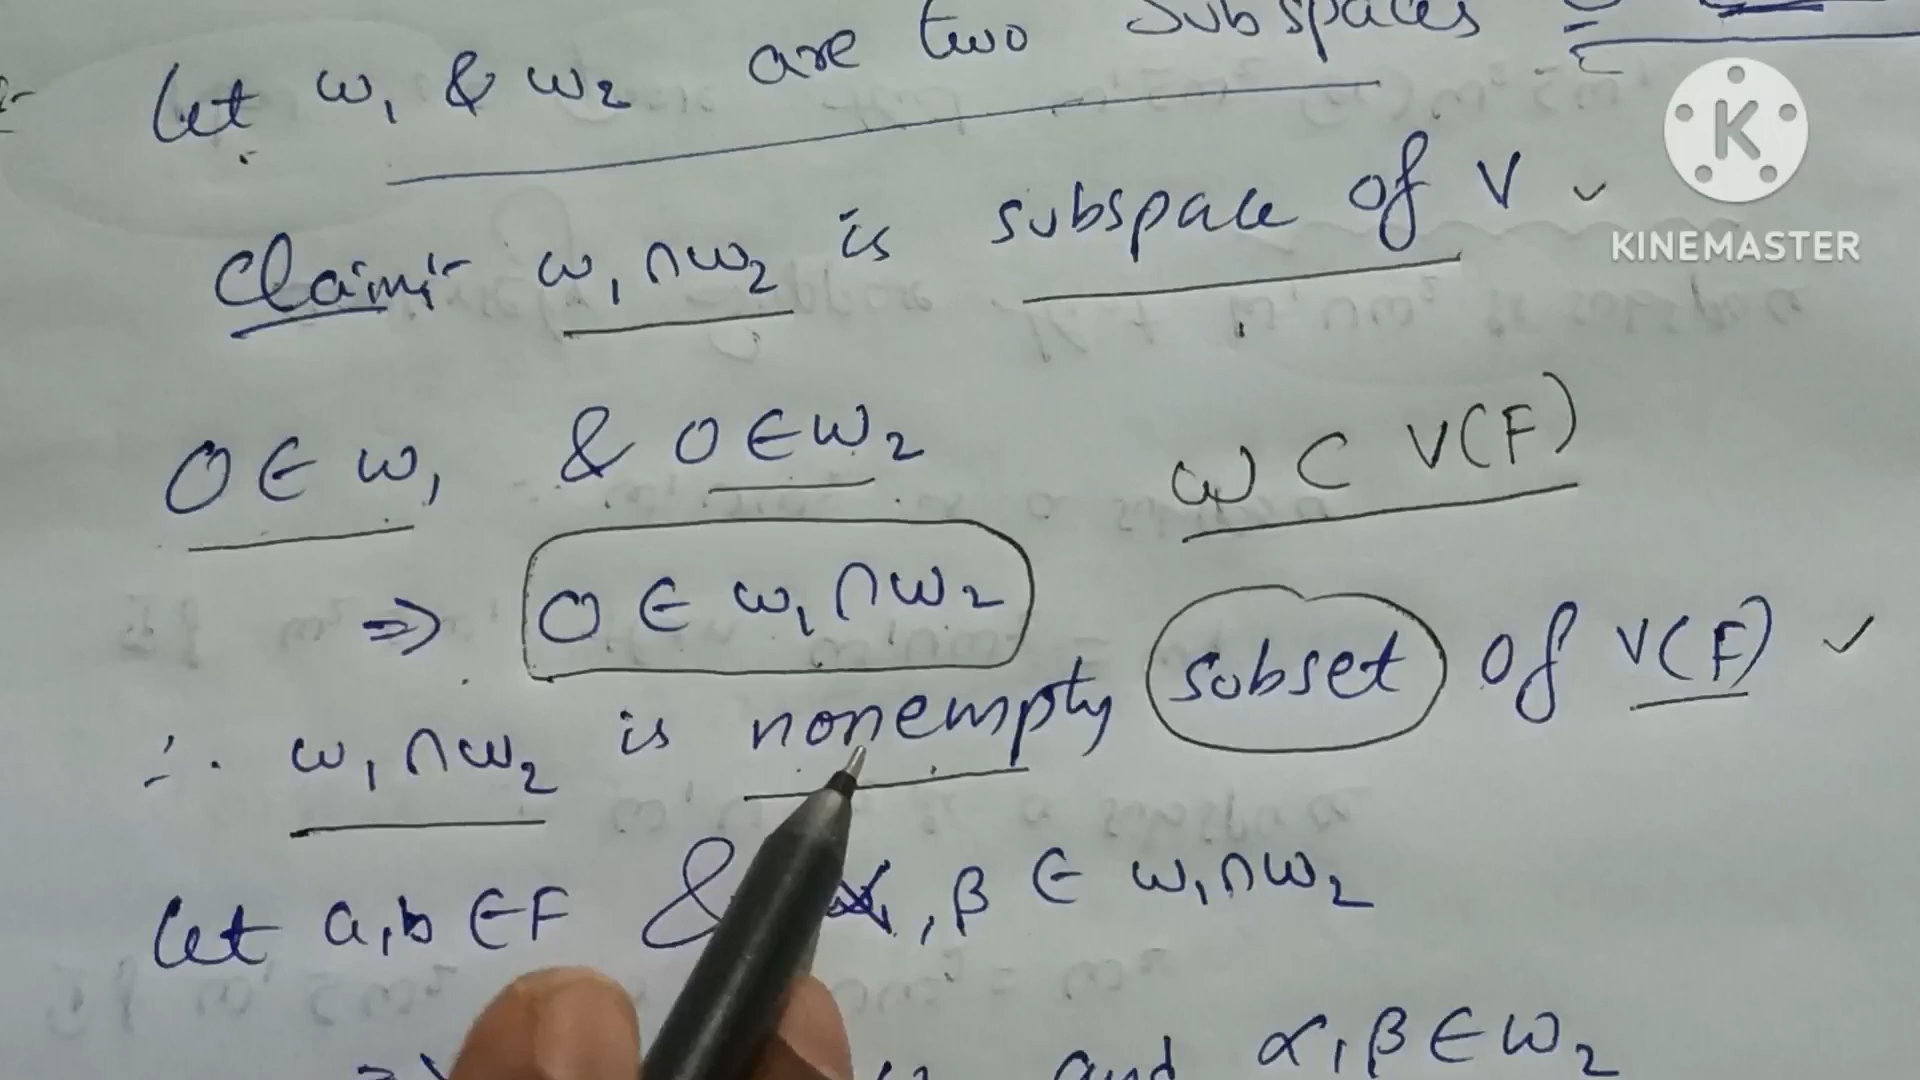 Let ω₁ & ω₂ are two subspaces
Claim:- ω₁∩ω₂ is subspace of V ✓
K
KINEMASTER
0 ∈ ω₁ & 0 ∈ ω₂
ω ⊂ V(F)
⇒ 0 ∈ ω₁∩ω₂
∴ ω₁∩ω₂ is nonempty subset of V(F) ✓
Let a,b ∈ F & α, β ∈ ω₁∩ω₂
and α,β ∈ ω₂